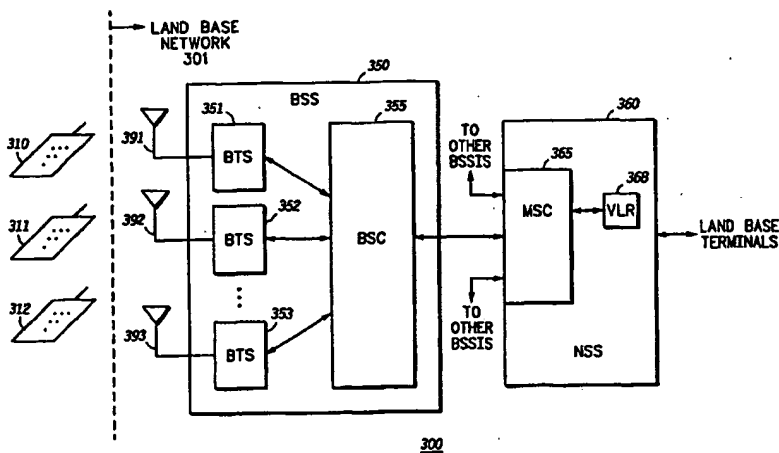 LAND BASE
NETWORK
301
350
BSS
351
BTS
355
BSC
352
BTS
353
BTS
310
311
312
391
392
393
360
TO
OTHER
BSSIS
365
MSC
368
VLR
LAND BASE
TERMINALS
TO
OTHER
BSSIS
NSS
300